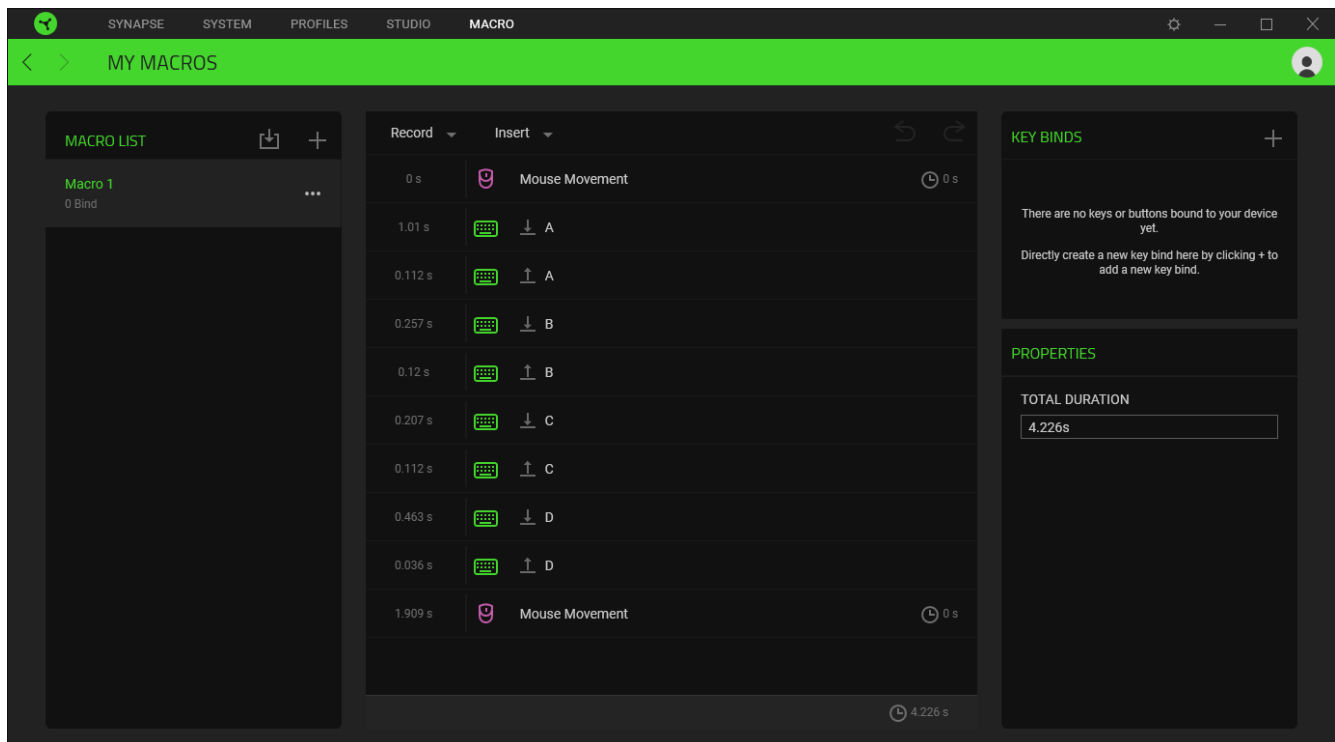 SYNAPSE SYSTEM PROFILES STUDIO MACRO
MY MACROS
MACRO LIST
Macro 1
0 Bind
Record Insert
0 s Mouse Movement 0 s
1.01 s A
0.112 s A
0.257 s B
0.12 s B
0.207 s C
0.112 s C
0.463 s D
0.036 s D
1.909 s Mouse Movement 0 s
4.226 s
KEY BINDS
There are no keys or buttons bound to your device
yet.
Directly create a new key bind here by clicking + to
add a new key bind.
PROPERTIES
TOTAL DURATION
4.226s